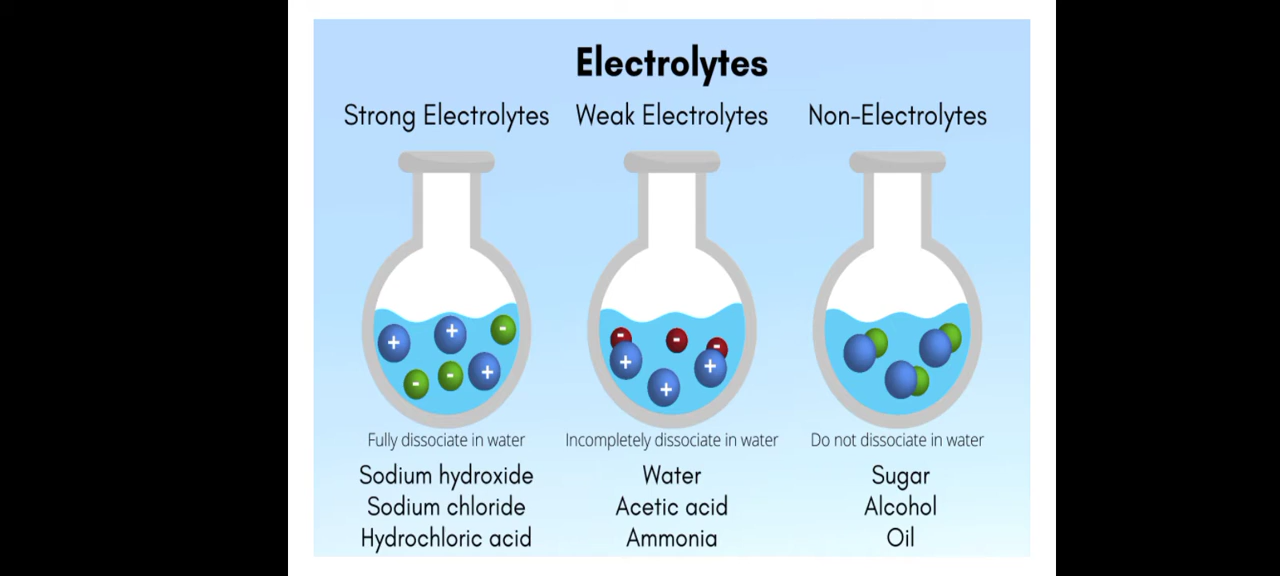 Electrolytes
Strong Electrolytes
Weak Electrolytes
Non-Electrolytes
+
+
-
-
-
+
-
-
-
+
+
+
Fully dissociate in water
Incompletely dissociate in water
Do not dissociate in water
Sodium hydroxide
Sodium chloride
Hydrochloric acid
Water
Acetic acid
Ammonia
Sugar
Alcohol
Oil